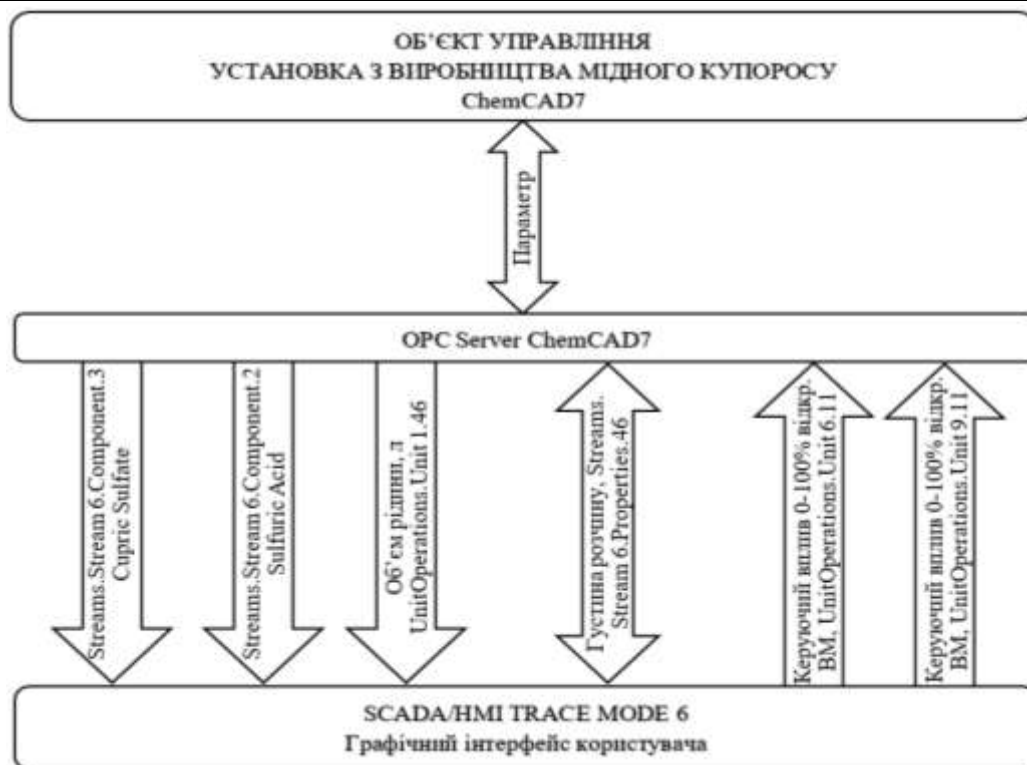 ОБ’ЄКТ УПРАВЛІННЯ
УСТАНОВКА З ВИРОБНИЦТВА МІДНОГО КУПОРОСУ
ChemCAD7
Параметр
OPC Server ChemCAD7
Streams.Stream 6.Component.3
Cupric Sulfate
Streams.Stream 6.Component.2
Sulfuric Acid
Об’єм рідини, л
UnitOperations.Unit 1.46
Густина розчину, Streams.
Stream 6.Properties.46
Керуючий вплив 0-100% відкр.
ВМ, UnitOperations.Unit 6.11
Керуючий вплив 0-100% відкр.
ВМ, UnitOperations.Unit 9.11
SCADA/HMI TRACE MODE 6
Графічний інтерфейс користувача